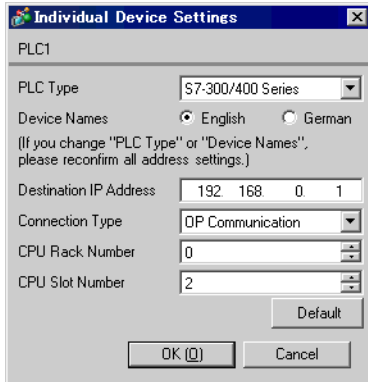 Individual Device Settings
PLC1
PLC Type S7-300/400 Series
Device Names English German
(If you change "PLC Type" or "Device Names",
please reconfirm all address settings.)
Destination IP Address 192. 168. 0. 1
Connection Type OP Communication
CPU Rack Number 0
CPU Slot Number 2
Default
OK (O) Cancel